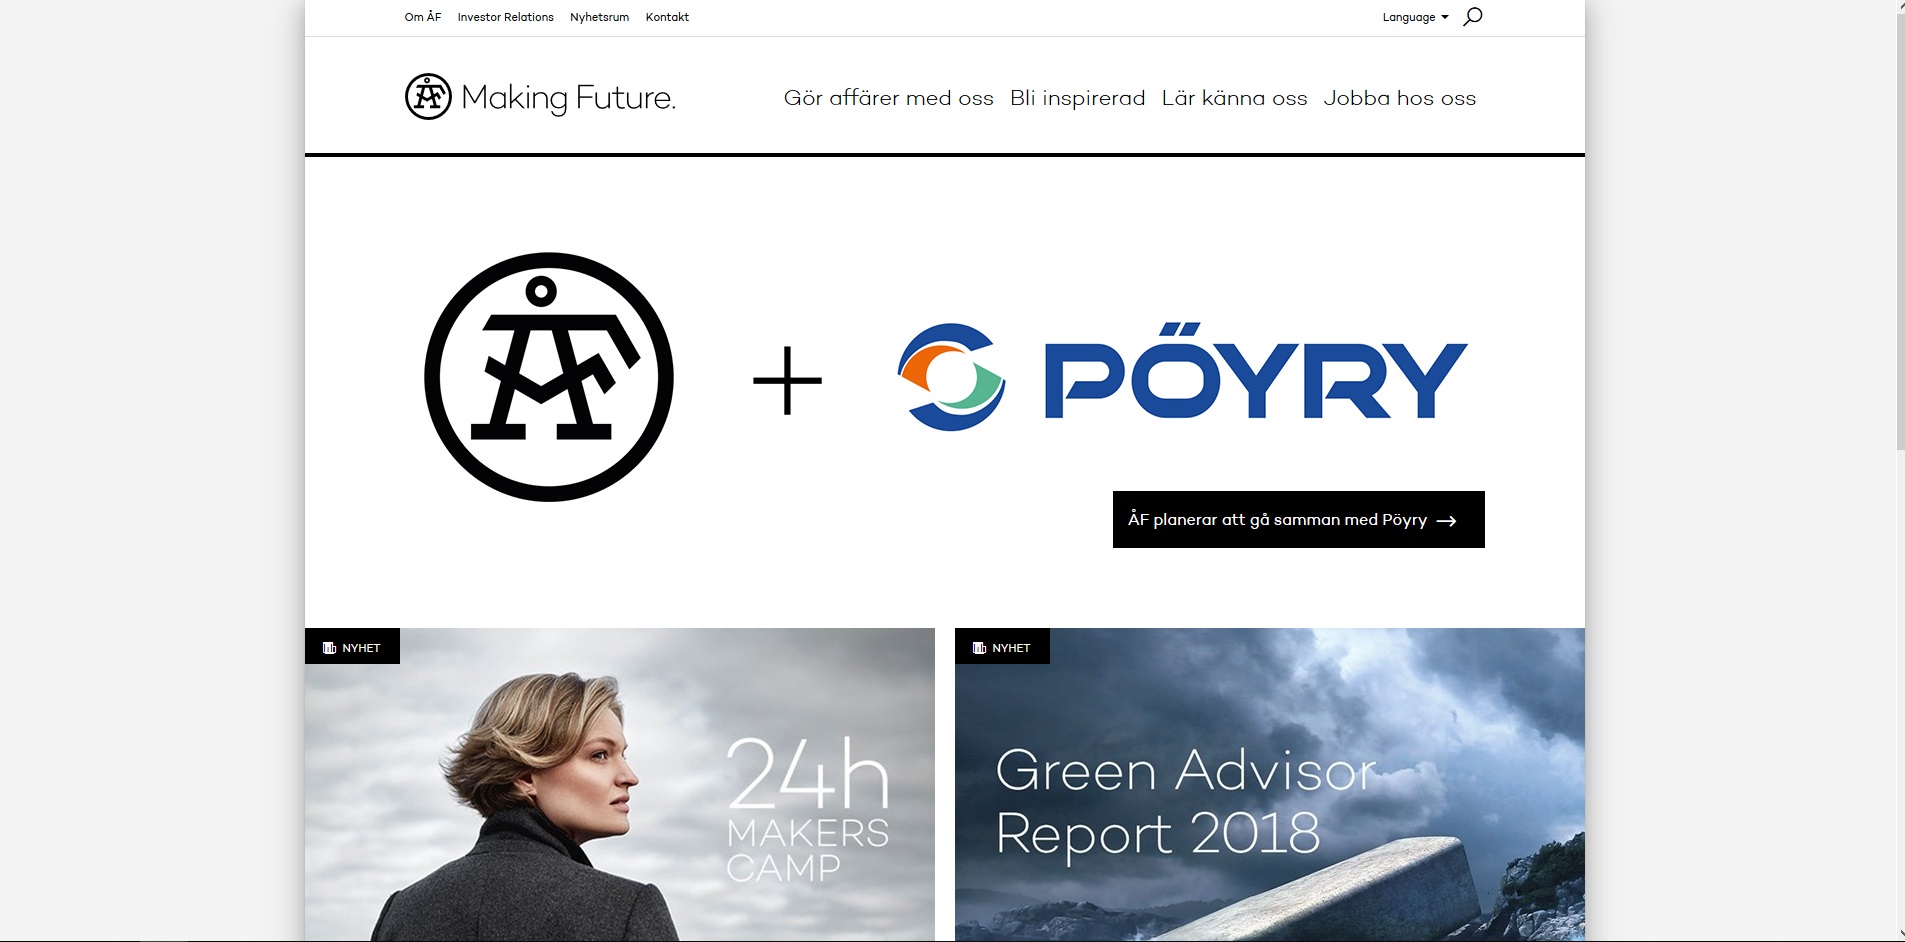 Om ÅF Investor Relations Nyhetsrum Kontakt Language
ÅF Making Future.
Gör affärer med oss Bli inspirerad Lär känna oss Jobba hos oss
ÅF + PÖYRY
ÅF planerar att gå samman med Pöyry →
NYHET
24h
MAKERS
CAMP
NYHET
Green Advisor
Report 2018